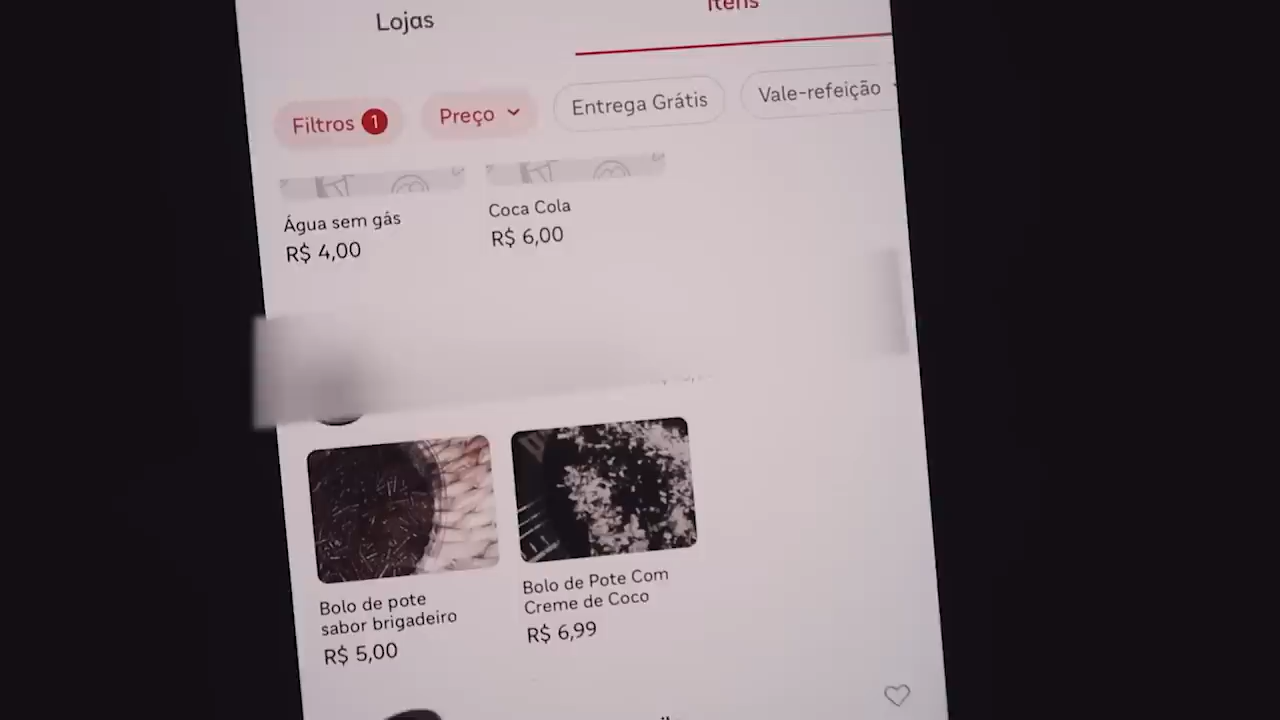 Lojas
Itens
Filtros 1
Preço
Entrega Grátis
Vale-refeição
Água sem gás
R$ 4,00
Coca Cola
R$ 6,00
Bolo de pote
sabor brigadeiro
R$ 5,00
Bolo de Pote Com
Creme de Coco
R$ 6,99